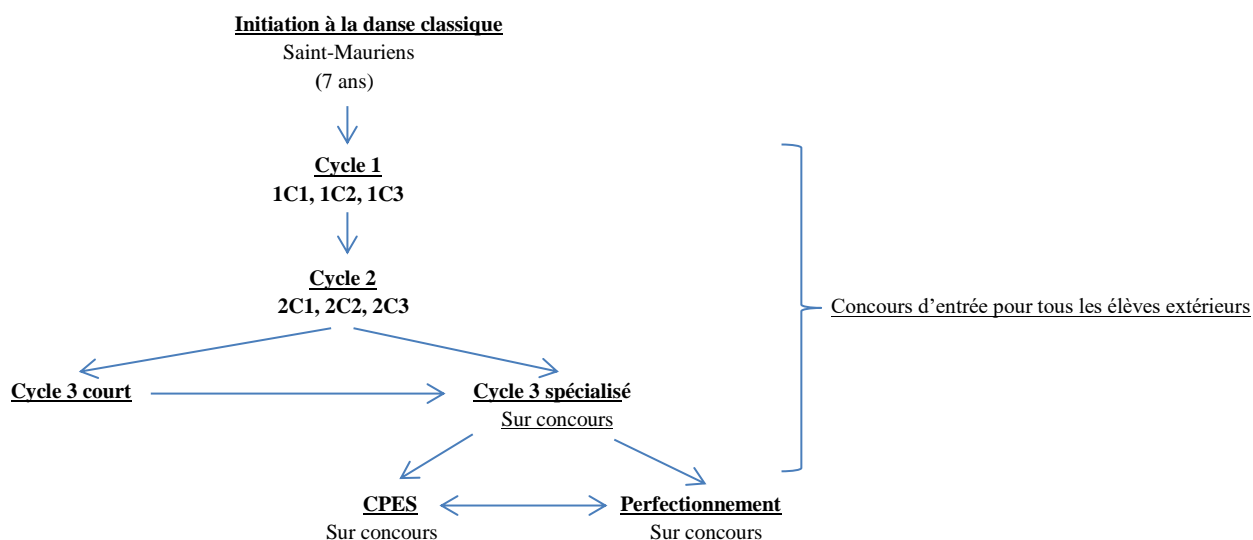 Initiation à la danse classique
Saint-Mauriens
(7 ans)
Cycle 1
1C1, 1C2, 1C3
Cycle 2
2C1, 2C2, 2C3
Concours d’entrée pour tous les élèves extérieurs
Cycle 3 court
Cycle 3 spécialisé
Sur concours
CPES
Sur concours
Perfectionnement
Sur concours